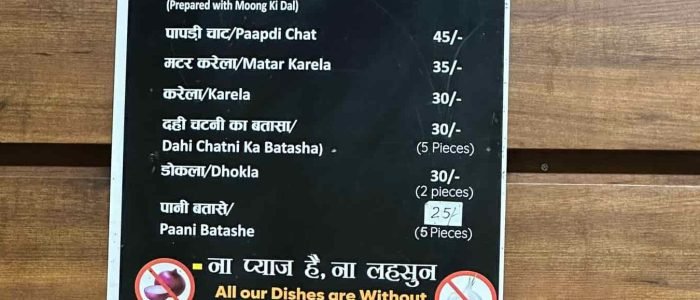 (Prepared with Moong Ki Dal)
पापड़ी चाट/Paapdi Chat 45/-
मटर करेला/Matar Karela 35/-
करेला/Karela 30/-
दही चटनी का बतासा/ 30/-
Dahi Chatni Ka Batasha) (5 Pieces)
डोकला/Dhokla 30/-
(2 pieces)
पानी बतासे/ 25/-
Paani Batashe (5 Pieces)
- ना प्याज है, ना लहसुन
All our Dishes are Without